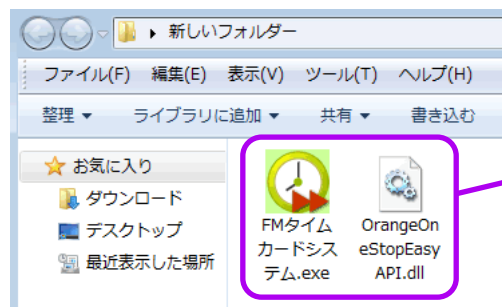 新しいフォルダー
ファイル(F) 編集(E) 表示(V) ツール(T) ヘルプ(H)
整理 ライブラリに追加 共有 書き込む
お気に入り
ダウンロード
デスクトップ
最近表示した場所
FMタイム
カードシス
テム.exe
OrangeOn
eStopEasy
API.dll